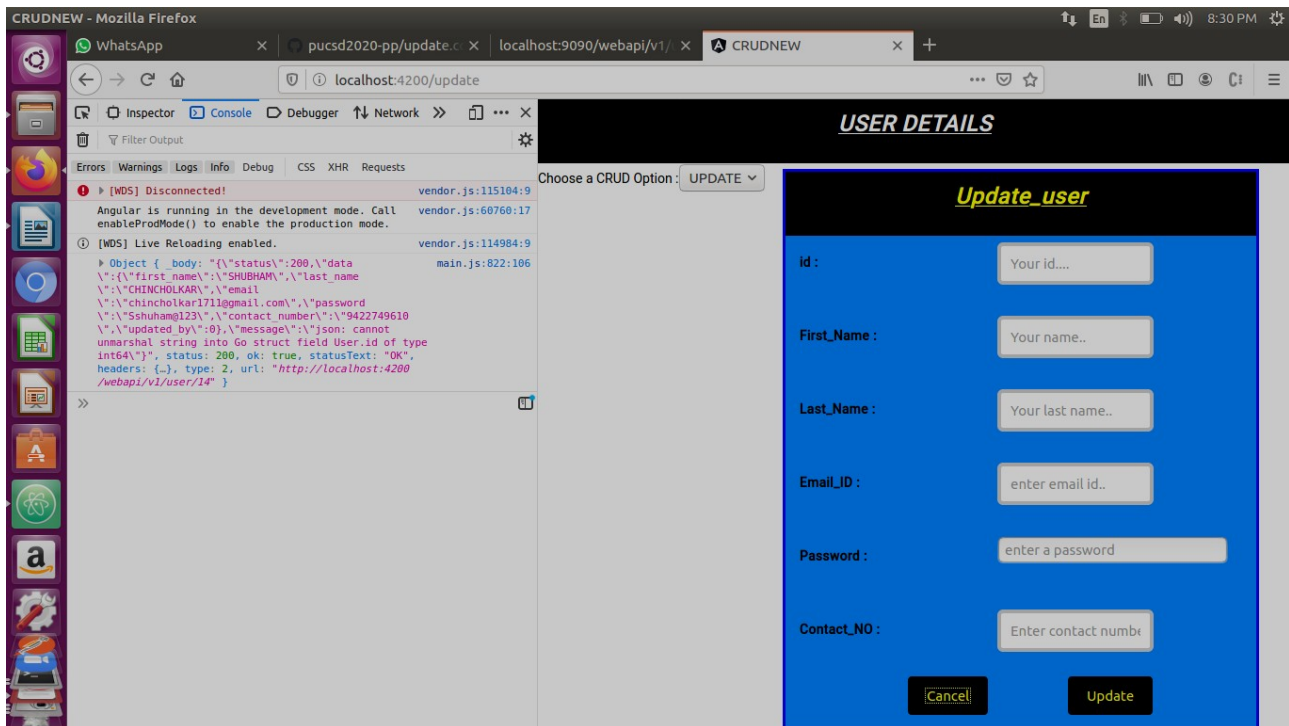 CRUDNEW - Mozilla Firefox
En
8:30 PM
WhatsApp
pucsd2020-pp/update.c
localhost:9090/webapi/v1/
CRUDNEW
localhost:4200/update
Inspector Console Debugger Network
Filter Output
Errors Warnings Logs Info Debug CSS XHR Requests
[WDS] Disconnected! vendor.js:115104:9
Angular is running in the development mode. Call vendor.js:60760:17
enableProdMode() to enable the production mode.
[WDS] Live Reloading enabled. vendor.js:114984:9
Object { _body: "{\"status\":200,\"data main.js:822:106
\":{\"first_name\":\"SHUBHAM\",\"last_name
\":\"CHINCHOLKAR\",\"email
\":\"chincholkar1711@gmail.com\",\"password
\":\"Sshuham@123\",\"contact_number\":\"9422749610
\",\"updated_by\":0},\"message\":\"json: cannot
unmarshal string into Go struct field User.id of type
int64\"}", status: 200, ok: true, statusText: "OK",
headers: {…}, type: 2, url: "http://localhost:4200
/webapi/v1/user/14" }
USER DETAILS
Choose a CRUD Option : UPDATE
Update_user
id : Your id....
First_Name : Your name..
Last_Name : Your last name..
Email_ID : enter email id..
Password : enter a password
Contact_NO : Enter contact numbe
Cancel Update